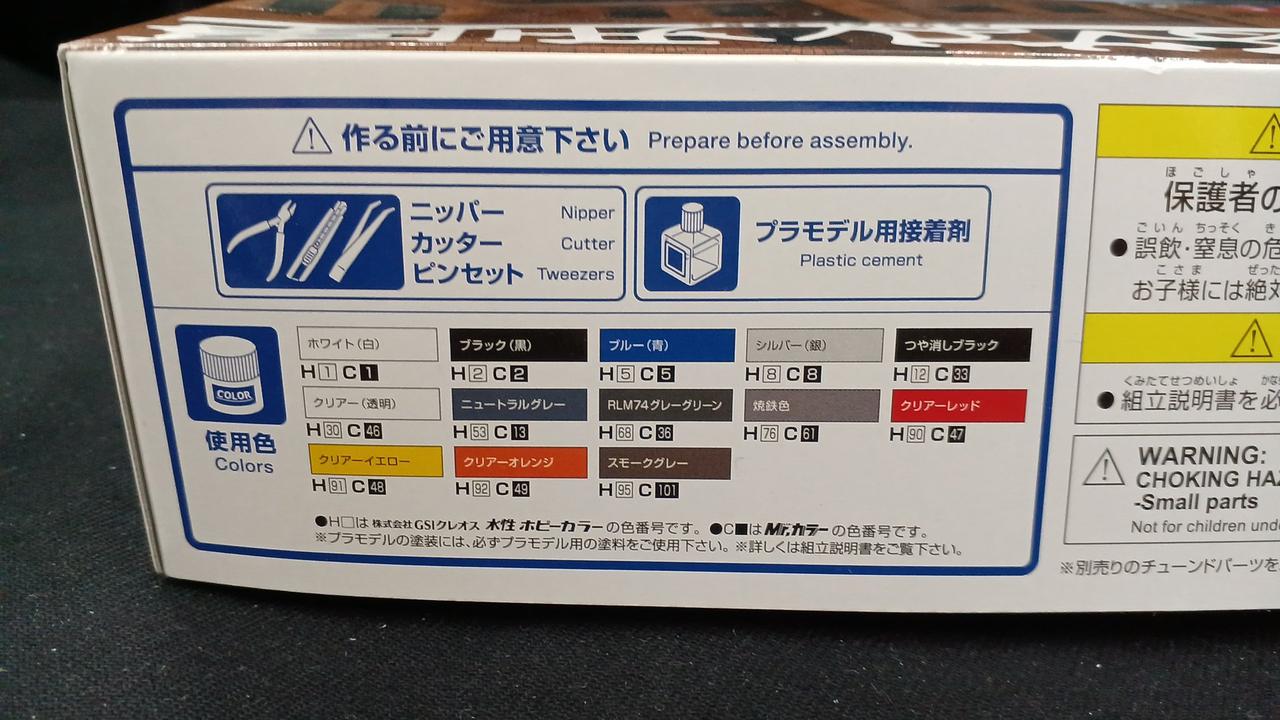 作る前にご用意下さい Prepare before assembly.
ニッパー Nipper
カッター Cutter
ピンセット Tweezers
プラモデル用接着剤
Plastic cement
COLOR
使用色
Colors
ホワイト(白) ブラック(黒) ブルー(青) シルバー(銀) つや消しブラック
H1 C1 H2 C2 H5 C5 H8 C8 H12 C33
クリアー(透明) ニュートラルグレー RLM74グレーグリーン 焼鉄色 クリアーレッド
H30 C46 H53 C13 H68 C36 H76 C61 H90 C47
クリアーイエロー クリアーオレンジ スモークグレー
H91 C48 H92 C49 H95 C101
●H□は 株式会社GSIクレオス 水性 ホビーカラーの色番号です。 ●C■は Mr.カラーの色番号です。
※プラモデルの塗装には、必ずプラモデル用の塗料をご使用下さい。※詳しくは組立説明書をご覧下さい。
ほごしゃ
保護者の
ごいん ちっそく き
●誤飲・窒息の危
こさま ぜった
お子様には絶対
くみたてせつめいしょ かな
●組立説明書を必
WARNING:
CHOKING HAZ
-Small parts
Not for children und
※別売りのチューンドパーツを